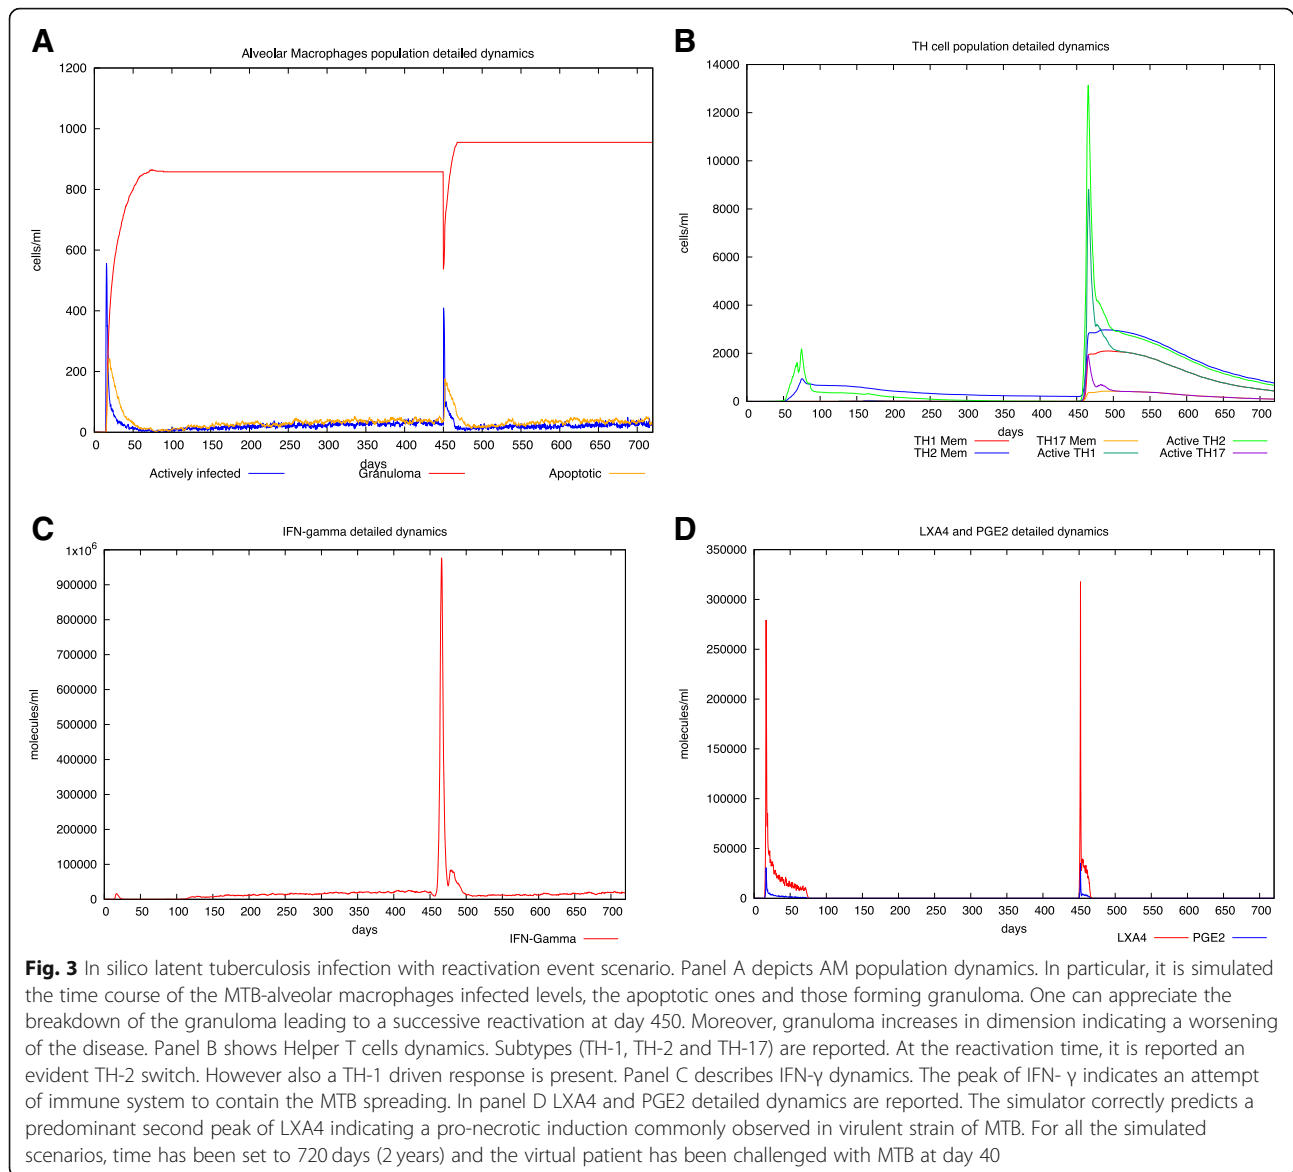 A
Alveolar Macrophages population detailed dynamics
1200
1000
800
600
400
200
0
cells/ml
0 50 100 150 200 250 300 350 400 450 500 550 600 650 700
days
Actively infected Granuloma Apoptotic
B
TH cell population detailed dynamics
14000
12000
10000
8000
6000
4000
2000
0
cells/ml
0 50 100 150 200 250 300 350 400 450 500 550 600 650 700
days
TH1 Mem TH17 Mem Active TH2
TH2 Mem Active TH1 Active TH17
C
IFN-gamma detailed dynamics
1x10⁶
900000
800000
700000
600000
500000
400000
300000
200000
100000
0
molecules/ml
0 50 100 150 200 250 300 350 400 450 500 550 600 650 700
days
IFN-Gamma
D
LXA4 and PGE2 detailed dynamics
350000
300000
250000
200000
150000
100000
50000
0
molecules/ml
0 50 100 150 200 250 300 350 400 450 500 550 600 650 700
days
LXA4 PGE2
Fig. 3 In silico latent tuberculosis infection with reactivation event scenario. Panel A depicts AM population dynamics. In particular, it is simulated
the time course of the MTB-alveolar macrophages infected levels, the apoptotic ones and those forming granuloma. One can appreciate the
breakdown of the granuloma leading to a successive reactivation at day 450. Moreover, granuloma increases in dimension indicating a worsening
of the disease. Panel B shows Helper T cells dynamics. Subtypes (TH-1, TH-2 and TH-17) are reported. At the reactivation time, it is reported an
evident TH-2 switch. However also a TH-1 driven response is present. Panel C describes IFN-γ dynamics. The peak of IFN- γ indicates an attempt
of immune system to contain the MTB spreading. In panel D LXA4 and PGE2 detailed dynamics are reported. The simulator correctly predicts a
predominant second peak of LXA4 indicating a pro-necrotic induction commonly observed in virulent strain of MTB. For all the simulated
scenarios, time has been set to 720 days (2 years) and the virtual patient has been challenged with MTB at day 40